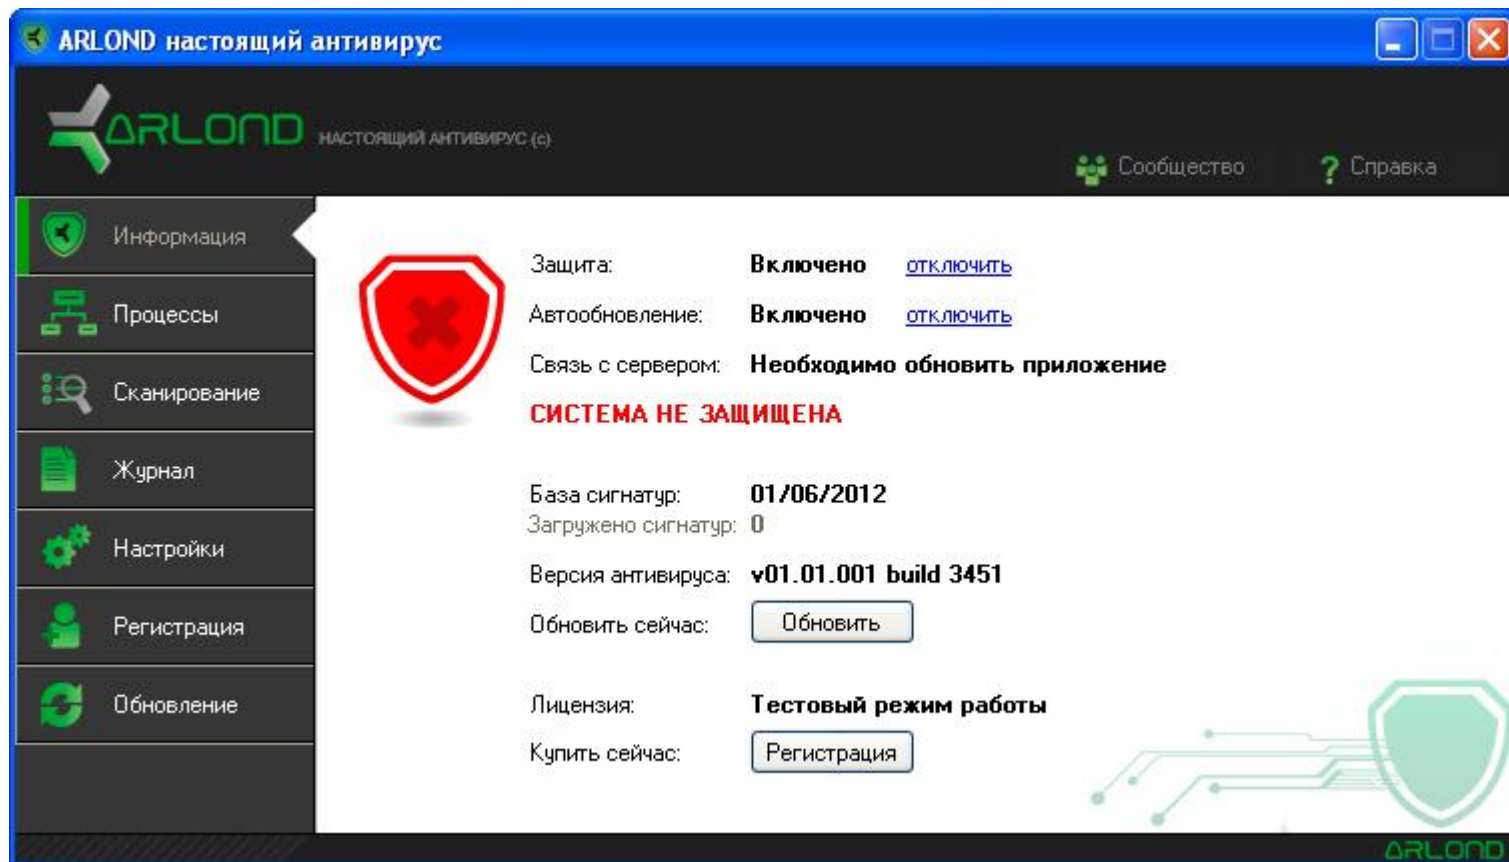 ARLOND настоящий антивирус
ARLOND НАСТОЯЩИЙ АНТИВИРУС (с)
Сообщество ? Справка
Информация
Процессы
Сканирование
Журнал
Настройки
Регистрация
Обновление
Защита: Включено отключить
Автообновление: Включено отключить
Связь с сервером: Необходимо обновить приложение
СИСТЕМА НЕ ЗАЩИЩЕНА
База сигнатур: 01/06/2012
Загружено сигнатур: 0
Версия антивируса: v01.01.001 build 3451
Обновить сейчас: Обновить
Лицензия: Тестовый режим работы
Купить сейчас: Регистрация
ARLOND